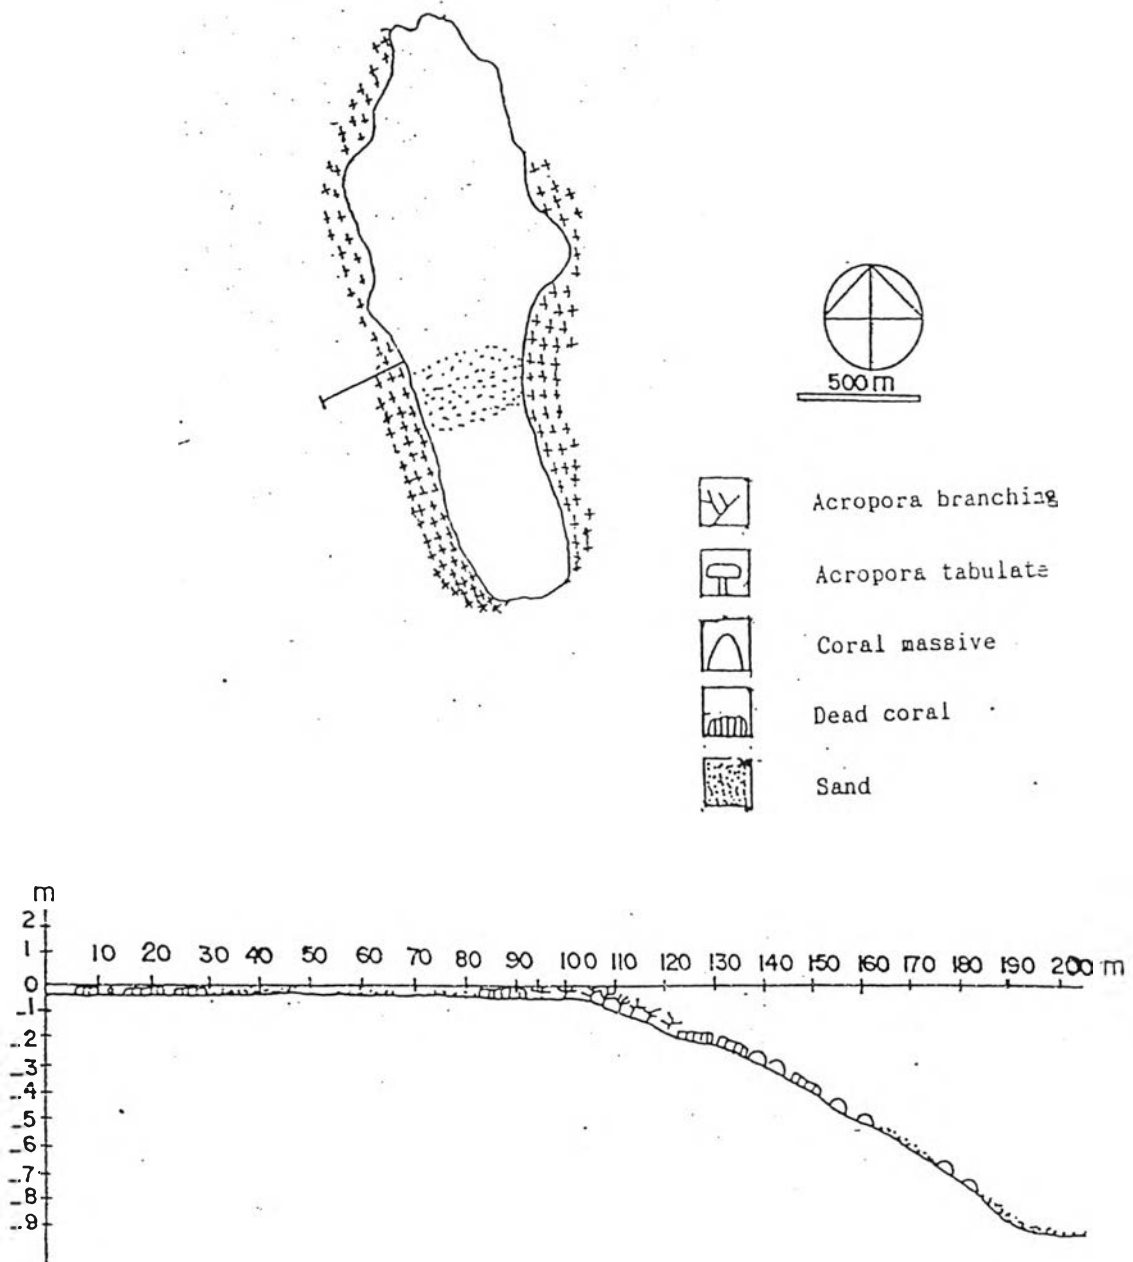 500 m
Acropora branching
Acropora tabulate
Coral massive
Dead coral
Sand
m
2
1
10 20 30 40 50 60 70 80 90 100 110 120 130 140 150 160 170 180 190 200 m
0
-1
-2
-3
-4
-5
-6
-7
-8
-9